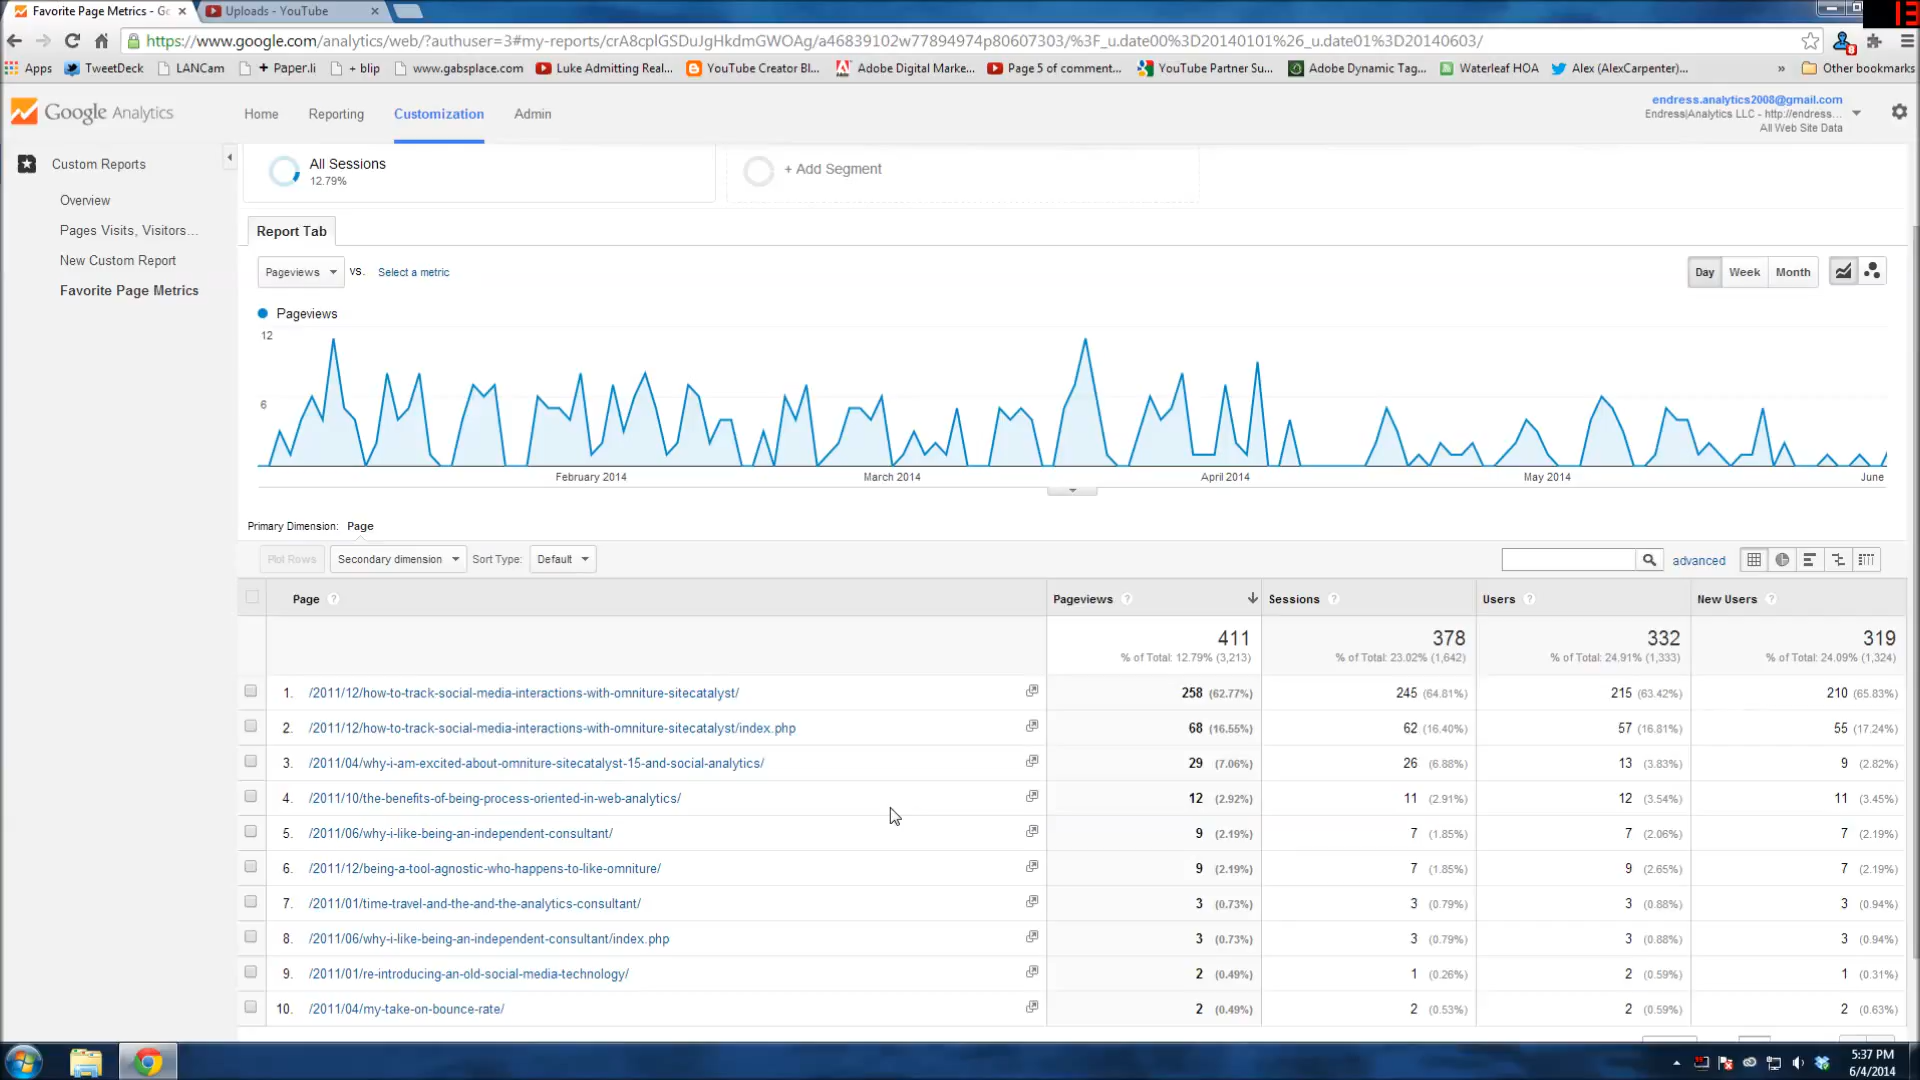 Favorite Page Metrics - Go
Uploads - YouTube
13
https://www.google.com/analytics/web/?authuser=3#my-reports/crA8cplGSDuJgHkdmGWOAg/a46839102w77894974p80607303/%3F_u.date00%3D20140101%26_u.date01%3D20140603/
Apps TweetDeck LANCam + Paper.li + blip www.gabsplace.com Luke Admitting Real... YouTube Creator Bl... Adobe Digital Marke... Page 5 of comment... YouTube Partner Su... Adobe Dynamic Tag... Waterleaf HOA Alex (AlexCarpenter)... » Other bookmarks
Google Analytics
Home Reporting Customization Admin
endress.analytics2008@gmail.com
Endress|Analytics LLC - http://endress...
All Web Site Data
Custom Reports
Overview
Pages Visits, Visitors...
New Custom Report
Favorite Page Metrics
All Sessions
12.79%
+ Add Segment
Report Tab
Pageviews VS. Select a metric
Day Week Month
Pageviews
12
6
February 2014 March 2014 April 2014 May 2014 June
Primary Dimension: Page
Plot Rows Secondary dimension Sort Type: Default advanced
Page ? Pageviews ? Sessions ? Users ? New Users ?
411 378 332 319
% of Total: 12.79% (3,213) % of Total: 23.02% (1,642) % of Total: 24.91% (1,333) % of Total: 24.09% (1,324)
1. /2011/12/how-to-track-social-media-interactions-with-omniture-sitecatalyst/ 258 (62.77%) 245 (64.81%) 215 (63.42%) 210 (65.83%)
2. /2011/12/how-to-track-social-media-interactions-with-omniture-sitecatalyst/index.php 68 (16.55%) 62 (16.40%) 57 (16.81%) 55 (17.24%)
3. /2011/04/why-i-am-excited-about-omniture-sitecatalyst-15-and-social-analytics/ 29 (7.06%) 26 (6.88%) 13 (3.83%) 9 (2.82%)
4. /2011/10/the-benefits-of-being-process-oriented-in-web-analytics/ 12 (2.92%) 11 (2.91%) 12 (3.54%) 11 (3.45%)
5. /2011/06/why-i-like-being-an-independent-consultant/ 9 (2.19%) 7 (1.85%) 7 (2.06%) 7 (2.19%)
6. /2011/12/being-a-tool-agnostic-who-happens-to-like-omniture/ 9 (2.19%) 7 (1.85%) 9 (2.65%) 7 (2.19%)
7. /2011/01/time-travel-and-the-and-the-analytics-consultant/ 3 (0.73%) 3 (0.79%) 3 (0.88%) 3 (0.94%)
8. /2011/06/why-i-like-being-an-independent-consultant/index.php 3 (0.73%) 3 (0.79%) 3 (0.88%) 3 (0.94%)
9. /2011/01/re-introducing-an-old-social-media-technology/ 2 (0.49%) 1 (0.26%) 2 (0.59%) 1 (0.31%)
10. /2011/04/my-take-on-bounce-rate/ 2 (0.49%) 2 (0.53%) 2 (0.59%) 2 (0.63%)
5:37 PM
6/4/2014